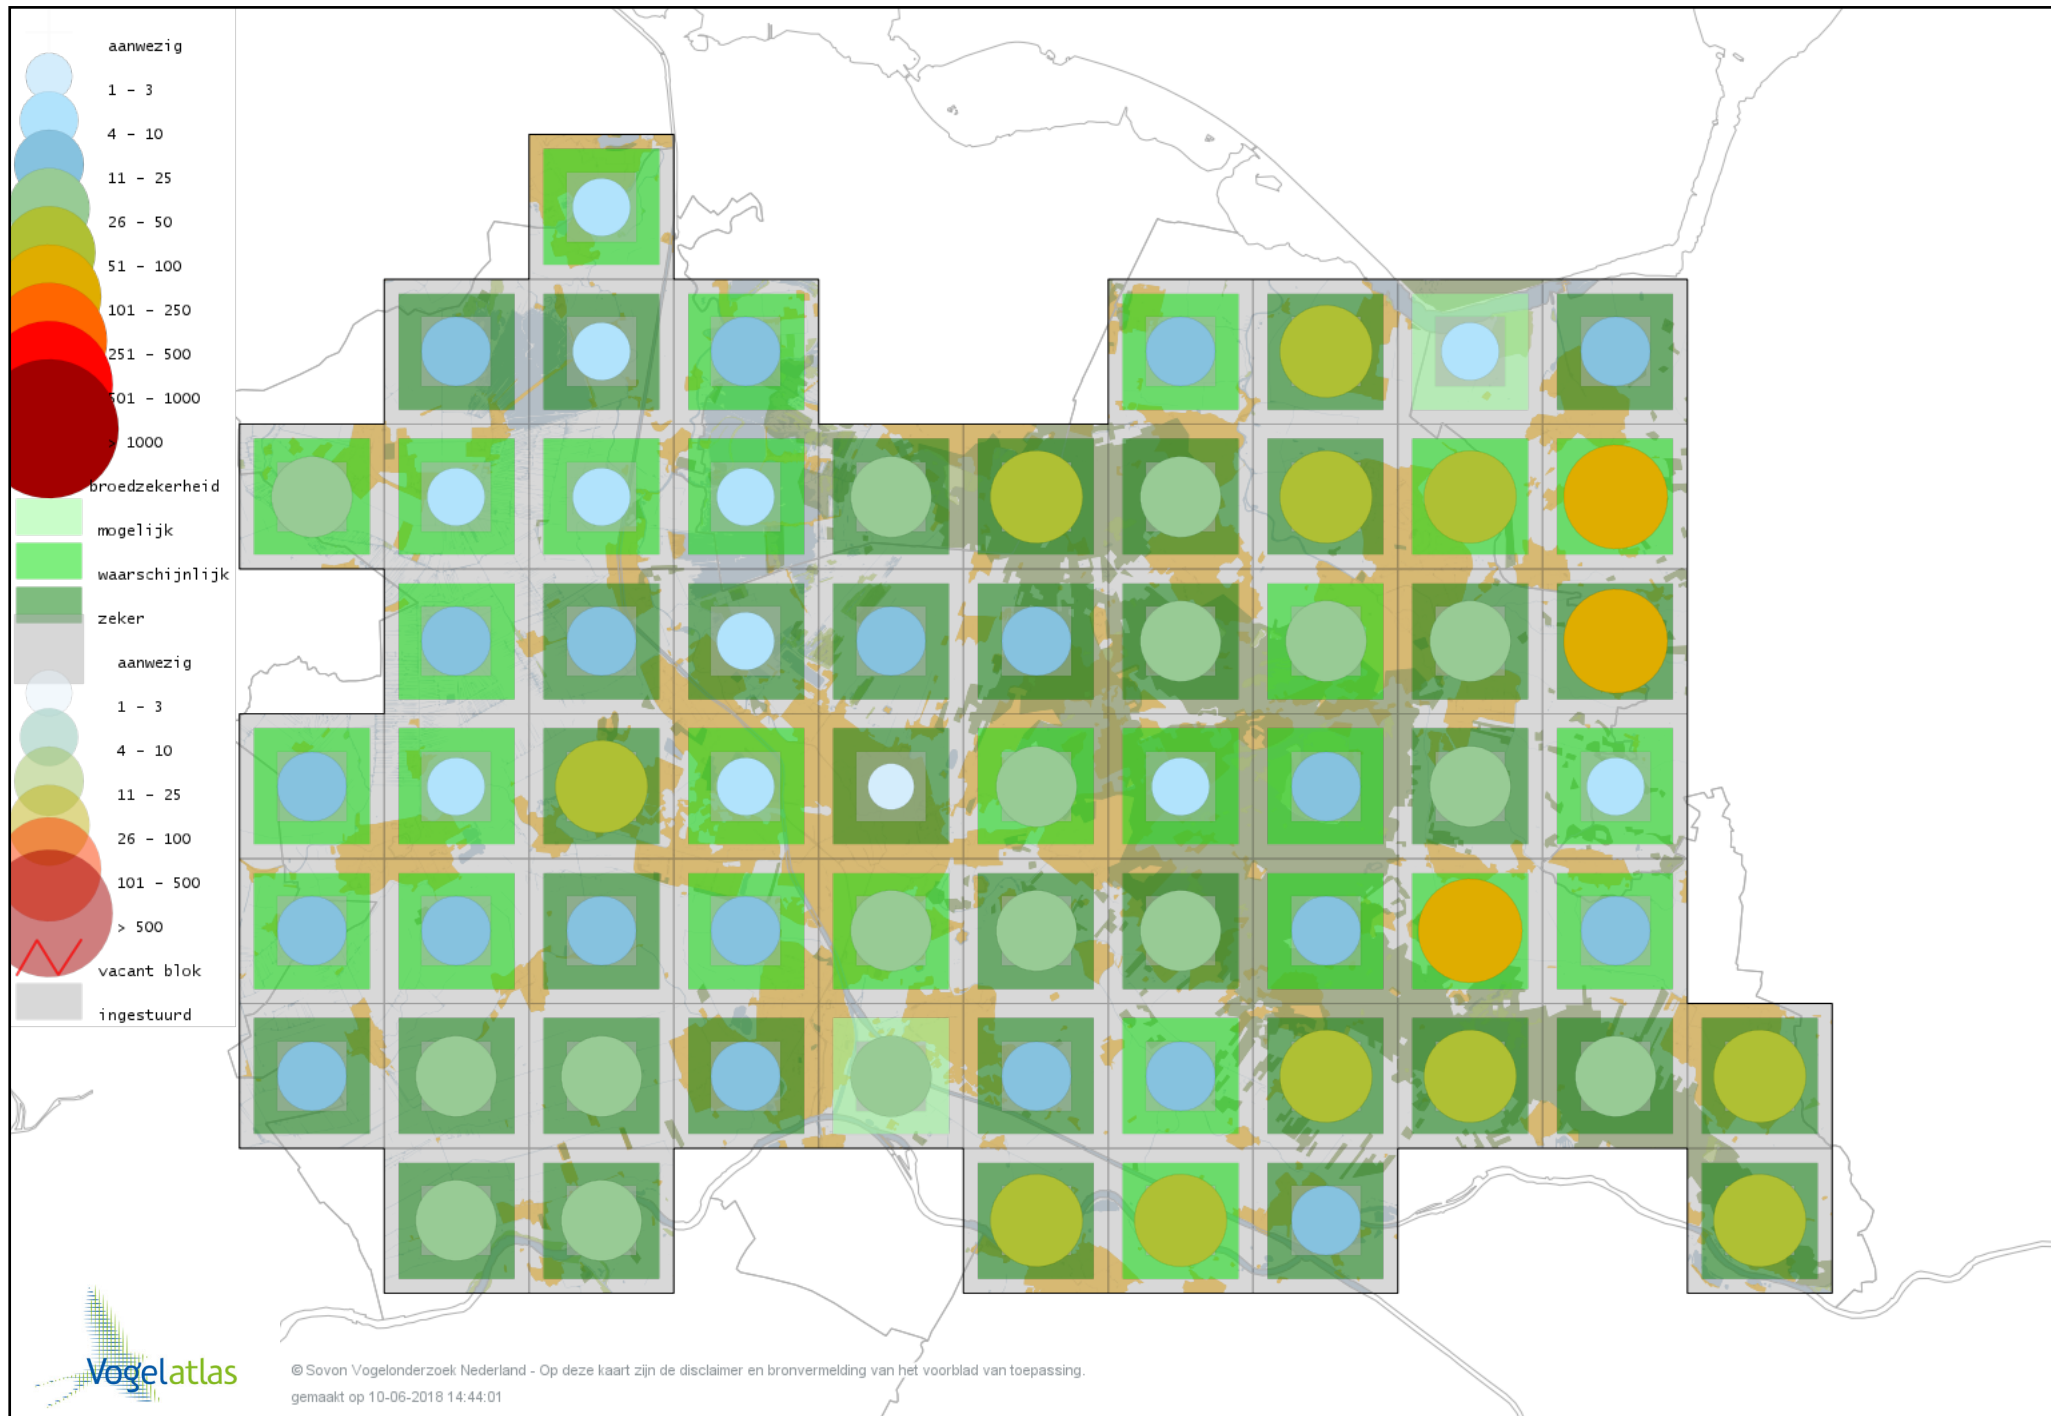 aanwezig
1 - 3
4 - 10
11 - 25
26 - 50
51 - 100
101 - 250
251 - 500
501 - 1000
> 1000
broedzekerheid
mogelijk
waarschijnlijk
zeker
aanwezig
1 - 3
4 - 10
11 - 25
26 - 100
101 - 500
> 500
vacant blok
ingestuurd
Vogelatlas
© Sovon Vogelonderzoek Nederland - Op deze kaart zijn de disclaimer en bronvermelding van het voorblad van toepassing.
gemaakt op 10-06-2018 14:44:01